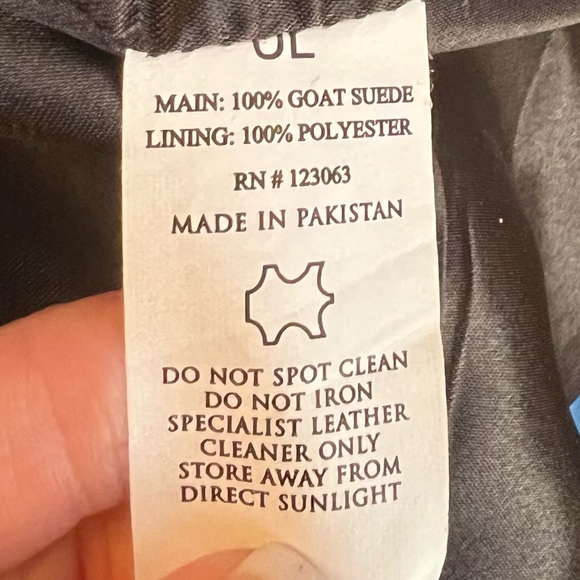 MAIN: 100% GOAT SUEDE
LINING: 100% POLYESTER
RN # 123063
MADE IN PAKISTAN
DO NOT SPOT CLEAN
DO NOT IRON
SPECIALIST LEATHER
CLEANER ONLY
STORE AWAY FROM
DIRECT SUNLIGHT